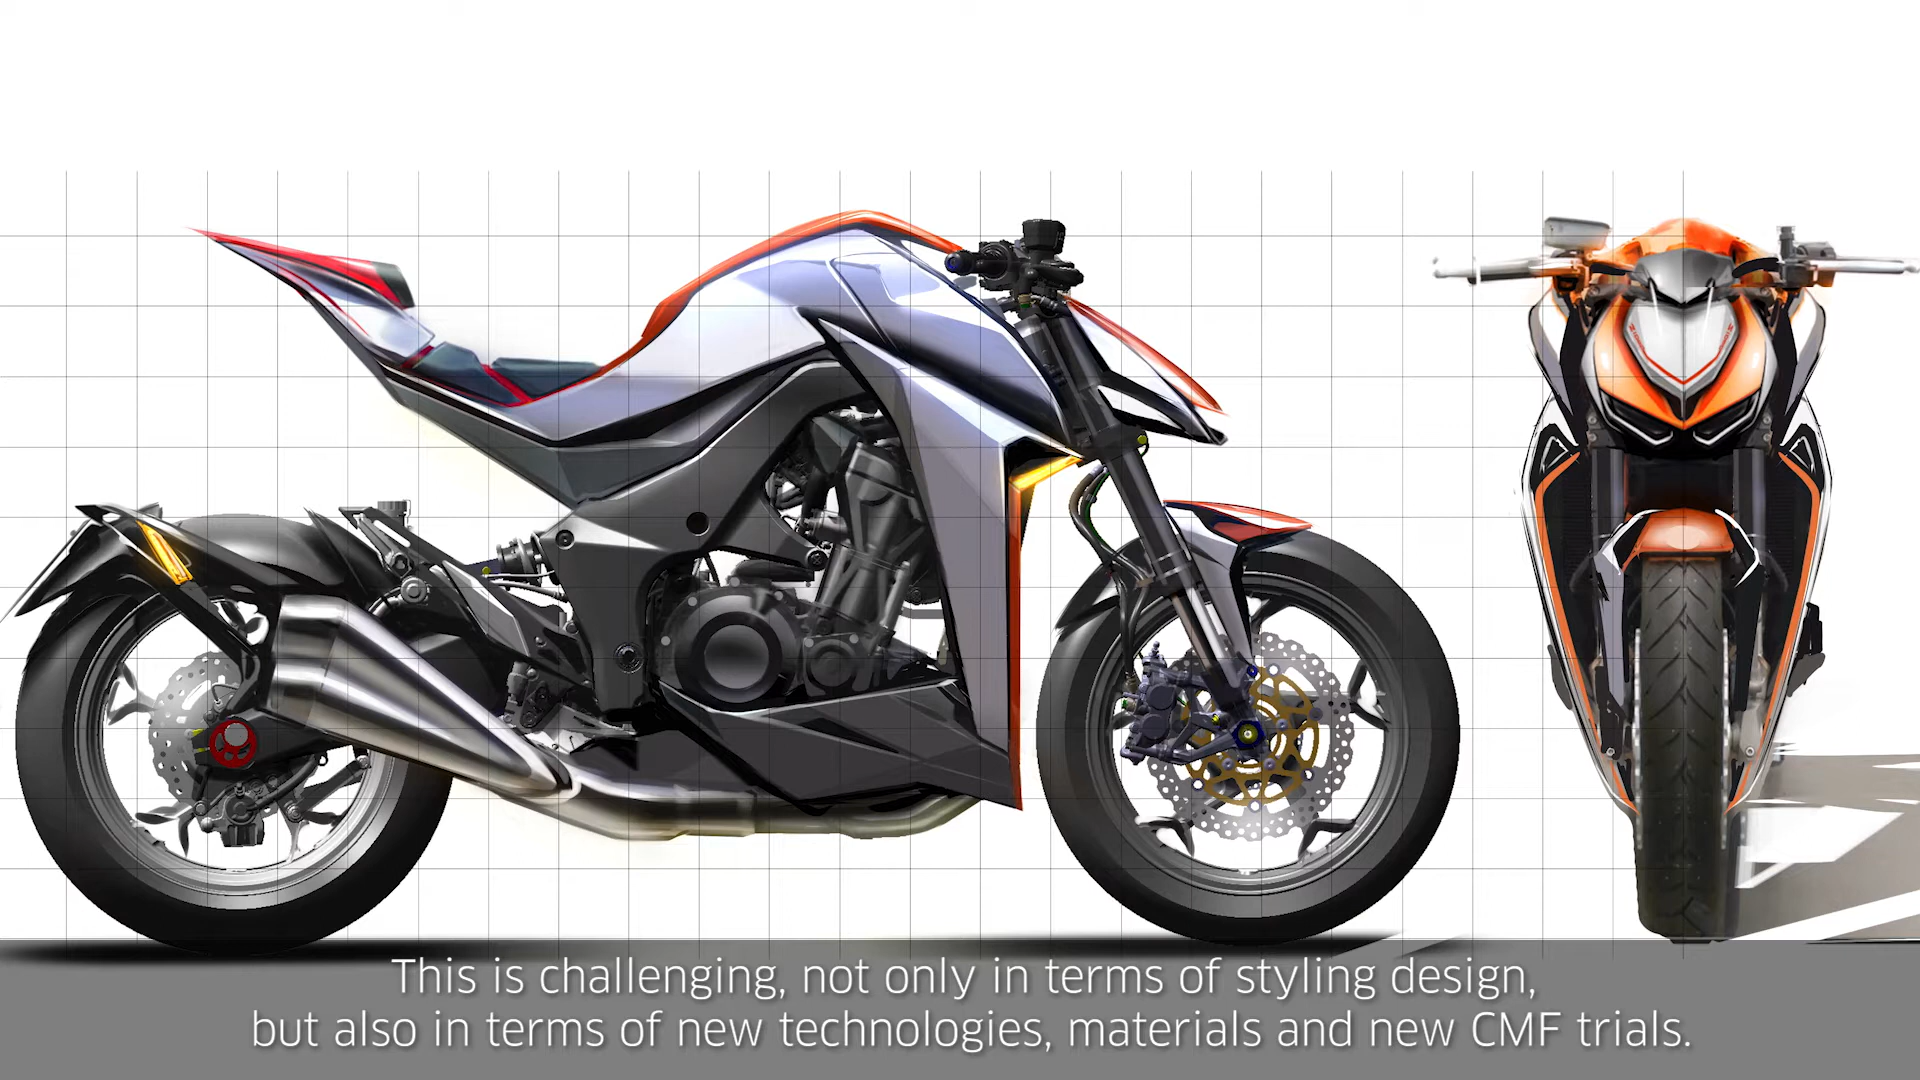 This is challenging, not only in terms of styling design,
but also in terms of new technologies, materials and new CMF trials.